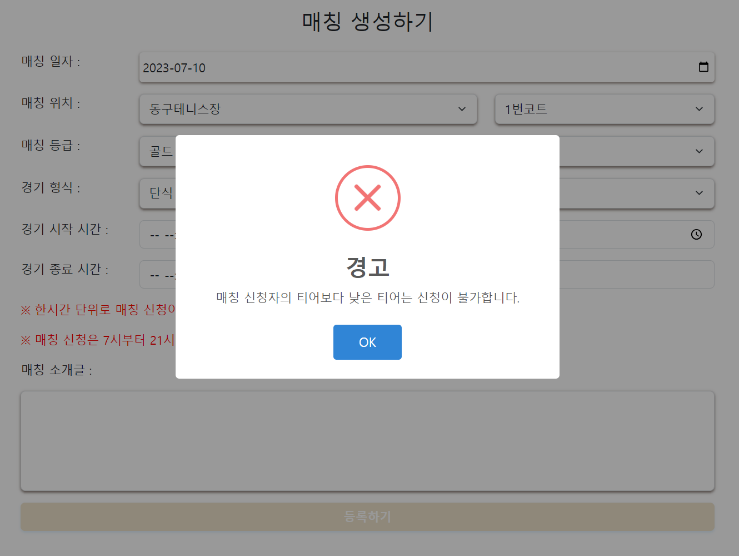 매칭 생성하기
매칭 일자 :
2023-07-10
매칭 위치 :
동구테니스장
1번코드
매칭 등급 :
골드
경기 형식 :
단식
경기 시작 시간 :
-- --
경기 종료 시간 :
-- --
경고
매칭 신청자의 티어보다 낮은 티어는 신청이 불가합니다.
OK
※ 한시간 단위로 매칭 신청이
※ 매칭 신청은 7시부터 21시
매칭 소개글 :
등록하기